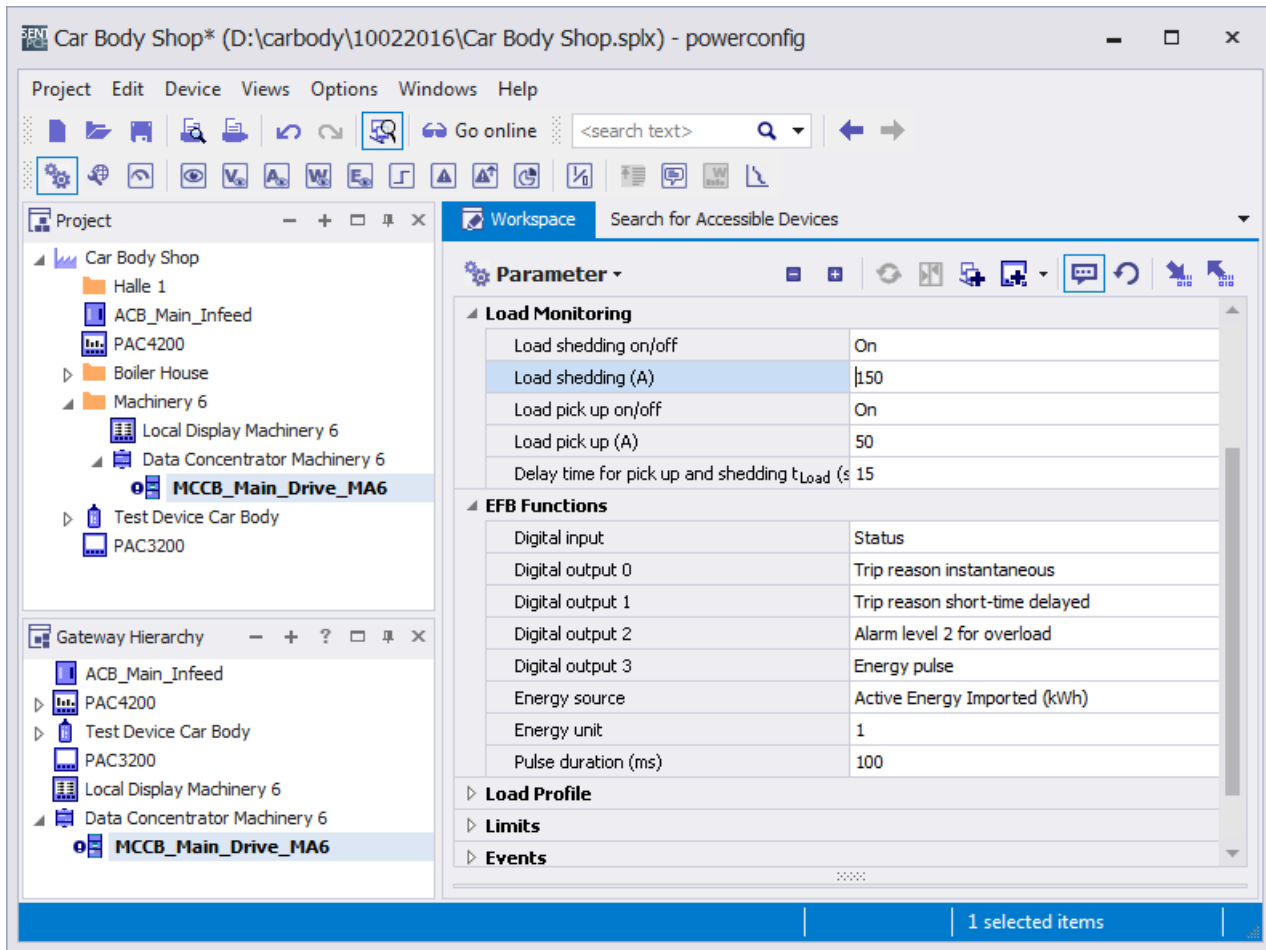 Car Body Shop* (D:\carbody\10022016\Car Body Shop.splx) - powerconfig
Project Edit Device Views Options Windows Help
Go online <search text>
Project
Car Body Shop
Halle 1
ACB_Main_Infeed
PAC4200
Boiler House
Machinery 6
Local Display Machinery 6
Data Concentrator Machinery 6
MCCB_Main_Drive_MA6
Test Device Car Body
PAC3200
Gateway Hierarchy
ACB_Main_Infeed
PAC4200
Test Device Car Body
PAC3200
Local Display Machinery 6
Data Concentrator Machinery 6
MCCB_Main_Drive_MA6
Workspace Search for Accessible Devices
Parameter
Load Monitoring
Load shedding on/off On
Load shedding (A) 150
Load pick up on/off On
Load pick up (A) 50
Delay time for pick up and shedding tLoad (s 15
EFB Functions
Digital input Status
Digital output 0 Trip reason instantaneous
Digital output 1 Trip reason short-time delayed
Digital output 2 Alarm level 2 for overload
Digital output 3 Energy pulse
Energy source Active Energy Imported (kWh)
Energy unit 1
Pulse duration (ms) 100
Load Profile
Limits
Events
1 selected items